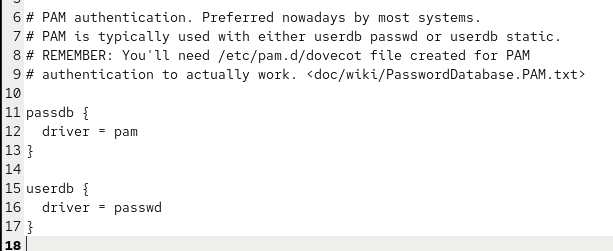 6 # PAM authentication. Preferred nowadays by most systems.
7 # PAM is typically used with either userdb passwd or userdb static.
8 # REMEMBER: You'll need /etc/pam.d/dovecot file created for PAM
9 # authentication to actually work. <doc/wiki/PasswordDatabase.PAM.txt>
10
11 passdb {
12   driver = pam
13 }
14
15 userdb {
16   driver = passwd
17 }
18